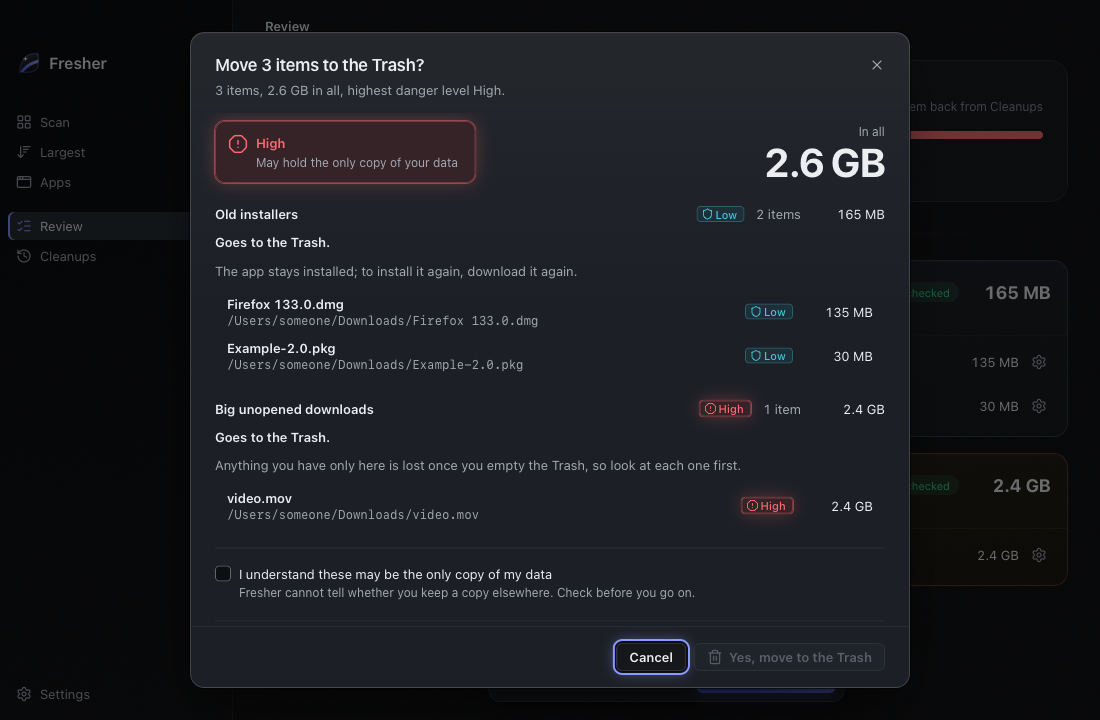 Review
Fresher
Move 3 items to the Trash?
3 items, 2.6 GB in all, highest danger level High.
Scan
Largest
Apps
Review
Cleanups
High
May hold the only copy of your data
In all
2.6 GB
em back from Cleanups
Old installers Low 2 items 165 MB
Goes to the Trash.
The app stays installed; to install it again, download it again.
Firefox 133.0.dmg
/Users/someone/Downloads/Firefox 133.0.dmg
Low 135 MB
Example-2.0.pkg
/Users/someone/Downloads/Example-2.0.pkg
Low 30 MB
Big unopened downloads High 1 item 2.4 GB
Goes to the Trash.
Anything you have only here is lost once you empty the Trash, so look at each one first.
video.mov
/Users/someone/Downloads/video.mov
High 2.4 GB
I understand these may be the only copy of my data
Fresher cannot tell whether you keep a copy elsewhere. Check before you go on.
Cancel Yes, move to the Trash
hecked 165 MB
135 MB
30 MB
hecked 2.4 GB
2.4 GB
Settings